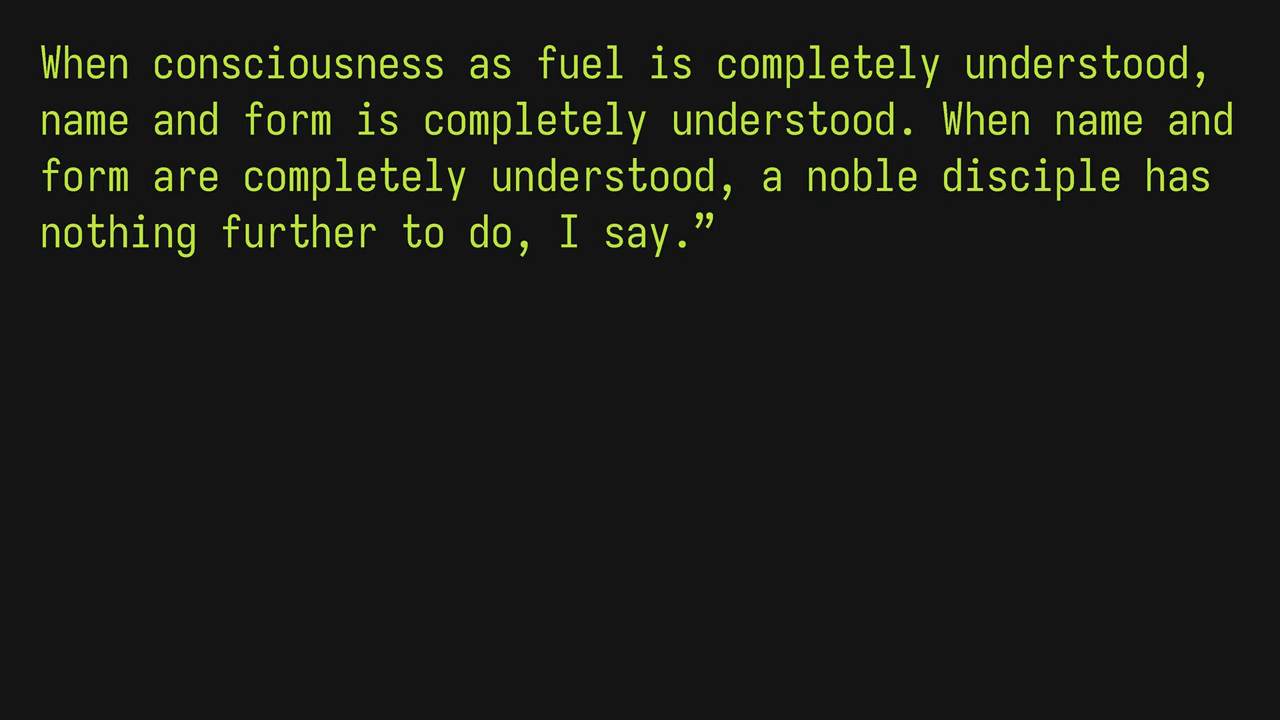 When consciousness as fuel is completely understood,
name and form is completely understood. When name and
form are completely understood, a noble disciple has
nothing further to do, I say.”